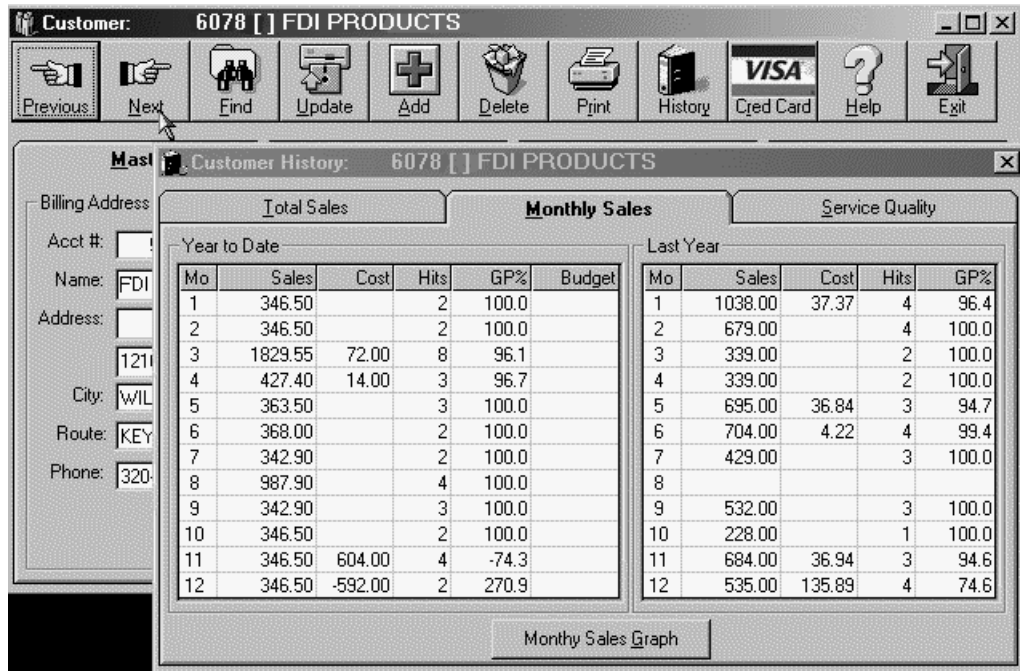 Customer: 6078 [ ] FDI PRODUCTS
Previous Next Find Update Add Delete Print History VISA Cred Card Help Exit
Customer History: 6078 [ ] FDI PRODUCTS
Total Sales Monthly Sales Service Quality
Billing Address
Acct #:
Name: FDI
Address:
City: WIL
Route: KEY
Phone: 320-
Year to Date
Mo Sales Cost Hits GP% Budget
1 346.50 2 100.0
2 346.50 2 100.0
3 1829.55 72.00 8 96.1
4 427.40 14.00 3 96.7
5 363.50 3 100.0
6 368.00 2 100.0
7 342.90 2 100.0
8 987.90 4 100.0
9 342.90 3 100.0
10 346.50 2 100.0
11 346.50 604.00 4 -74.3
12 346.50 -592.00 2 270.9
Last Year
Mo Sales Cost Hits GP%
1 1038.00 37.37 4 96.4
2 679.00 4 100.0
3 339.00 2 100.0
4 339.00 2 100.0
5 695.00 36.84 3 94.7
6 704.00 4.22 4 99.4
7 429.00 3 100.0
8
9 532.00 3 100.0
10 228.00 1 100.0
11 684.00 36.94 3 94.6
12 535.00 135.89 4 74.6
Monthy Sales Graph